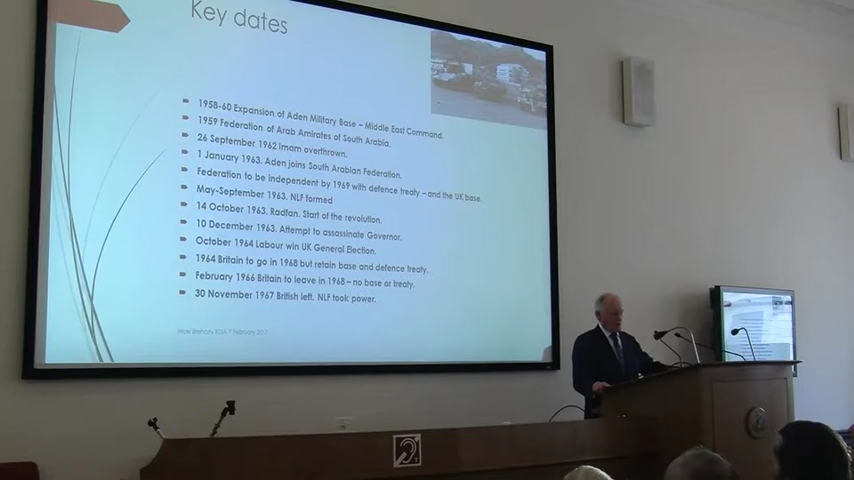 Key dates
1958-60 Expansion of Aden Military Base – Middle East Command.
1959 Federation of Arab Amirates of South Arabia.
26 September 1962 Imam overthrown.
1 January 1963. Aden joins South Arabian Federation.
Federation to be independent by 1969 with defence treaty – and the UK base.
May-September 1963. NLF formed
14 October 1963. Radfan. Start of the revolution.
10 December 1963. Attempt to assassinate Governor.
October 1964 Labour win UK General Election.
1964 Britain to go in 1968 but retain base and defence treaty.
February 1966 Britain to leave in 1968 – no base or treaty.
30 November 1967 British left. NLF took power.
Brehony RSAA 7 February 2017
T